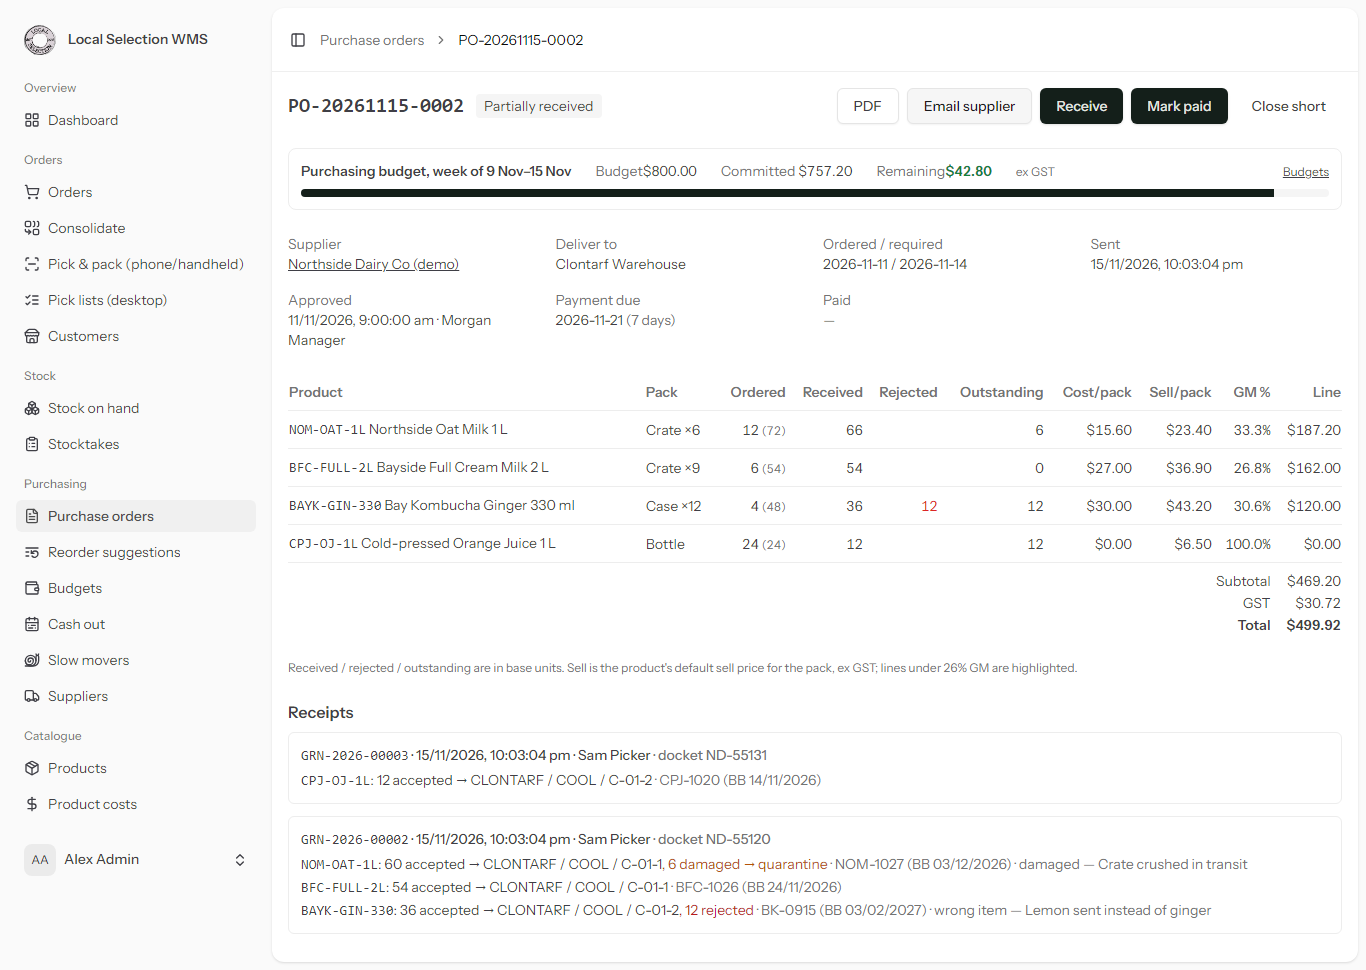 Local Selection WMS
Overview
Dashboard
Orders
Orders
Consolidate
Pick & pack (phone/handheld)
Pick lists (desktop)
Customers
Stock
Stock on hand
Stocktakes
Purchasing
Purchase orders
Reorder suggestions
Budgets
Cash out
Slow movers
Suppliers
Catalogue
Products
Product costs
AA Alex Admin
Purchase orders > PO-20261115-0002
PO-20261115-0002 Partially received PDF Email supplier Receive Mark paid Close short
Purchasing budget, week of 9 Nov–15 Nov Budget$800.00 Committed $757.20 Remaining$42.80 ex GST Budgets
Supplier Deliver to Ordered / required Sent
Northside Dairy Co (demo) Clontarf Warehouse 2026-11-11 / 2026-11-14 15/11/2026, 10:03:04 pm
Approved Payment due Paid
11/11/2026, 9:00:00 am · Morgan 2026-11-21 (7 days) —
Manager
Product Pack Ordered Received Rejected Outstanding Cost/pack Sell/pack GM % Line
NOM-OAT-1L Northside Oat Milk 1 L Crate ×6 12 (72) 66 6 $15.60 $23.40 33.3% $187.20
BFC-FULL-2L Bayside Full Cream Milk 2 L Crate ×9 6 (54) 54 0 $27.00 $36.90 26.8% $162.00
BAYK-GIN-330 Bay Kombucha Ginger 330 ml Case ×12 4 (48) 36 12 12 $30.00 $43.20 30.6% $120.00
CPJ-OJ-1L Cold-pressed Orange Juice 1 L Bottle 24 (24) 12 12 $0.00 $6.50 100.0% $0.00
Subtotal $469.20
GST $30.72
Total $499.92
Received / rejected / outstanding are in base units. Sell is the product's default sell price for the pack, ex GST; lines under 26% GM are highlighted.
Receipts
GRN-2026-00003 · 15/11/2026, 10:03:04 pm · Sam Picker · docket ND-55131
CPJ-OJ-1L: 12 accepted → CLONTARF / COOL / C-01-2 · CPJ-1020 (BB 14/11/2026)
GRN-2026-00002 · 15/11/2026, 10:03:04 pm · Sam Picker · docket ND-55120
NOM-OAT-1L: 60 accepted → CLONTARF / COOL / C-01-1, 6 damaged → quarantine · NOM-1027 (BB 03/12/2026) · damaged — Crate crushed in transit
BFC-FULL-2L: 54 accepted → CLONTARF / COOL / C-01-1 · BFC-1026 (BB 24/11/2026)
BAYK-GIN-330: 36 accepted → CLONTARF / COOL / C-01-2, 12 rejected · BK-0915 (BB 03/02/2027) · wrong item — Lemon sent instead of ginger